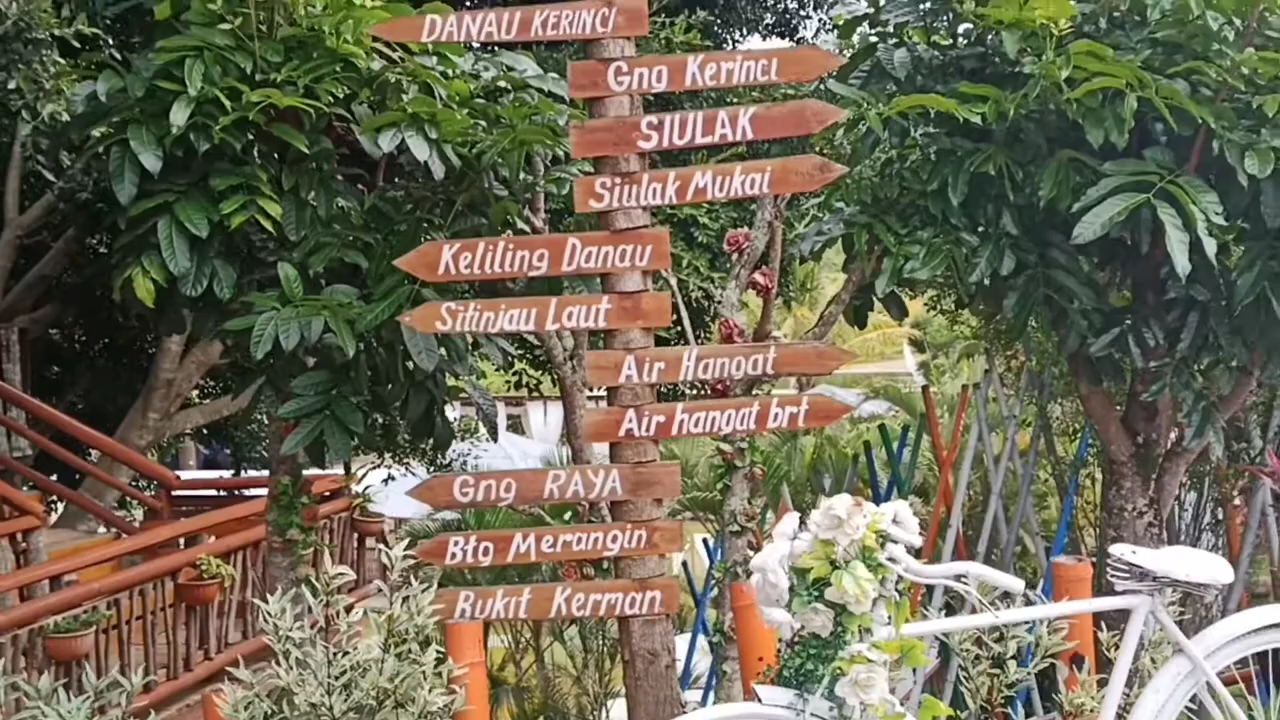 DANAU KERINCI
Gng Kerinci
SIULAK
Siulak Mukai
Keliling Danau
Sitinjau Laut
Air Hangat
Air hangat brt
Gng RAYA
Btg Merangin
Bukit Kerman